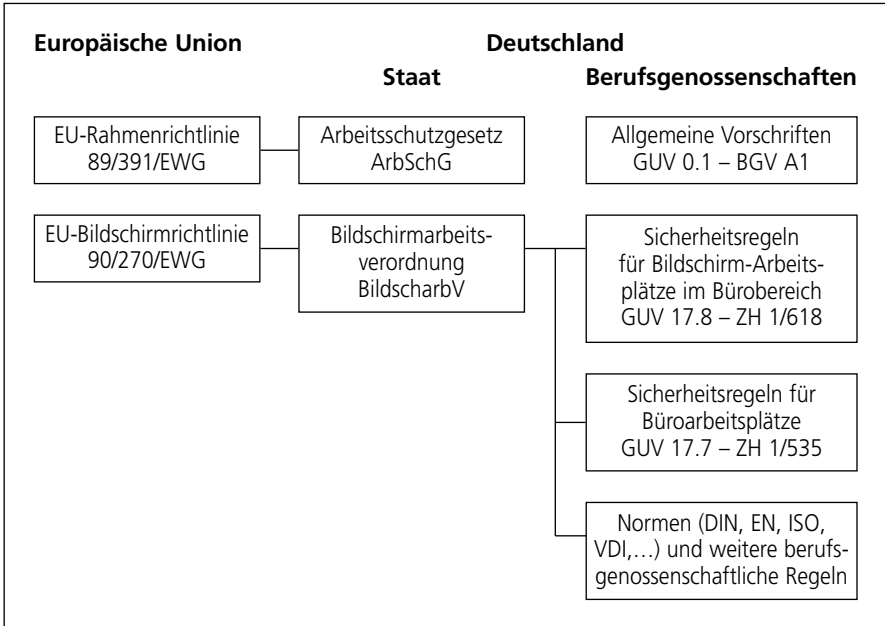 Europäische Union
Deutschland
Staat
Berufsgenossenschaften
EU-Rahmenrichtlinie
89/391/EWG
Arbeitsschutzgesetz
ArbSchG
Allgemeine Vorschriften
GUV 0.1 – BGV A1
EU-Bildschirmrichtlinie
90/270/EWG
Bildschirmarbeits-
verordnung
BildscharbV
Sicherheitsregeln
für Bildschirm-Arbeits-
plätze im Bürobereich
GUV 17.8 – ZH 1/618
Sicherheitsregeln für
Büroarbeitsplätze
GUV 17.7 – ZH 1/535
Normen (DIN, EN, ISO,
VDI,…) und weitere berufs-
genossenschaftliche Regeln